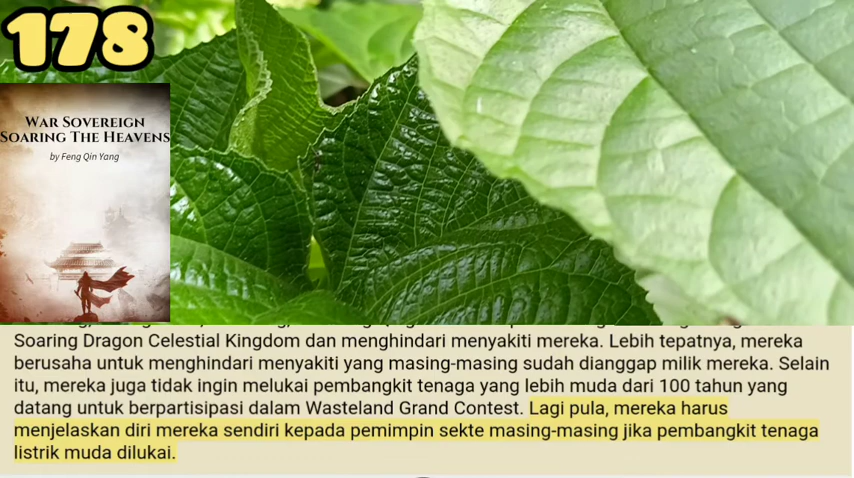 178
WAR SOVEREIGN
SOARING THE HEAVENS
by Feng Qin Yang
Soaring Dragon Celestial Kingdom dan menghindari menyakiti mereka. Lebih tepatnya, mereka
berusaha untuk menghindari menyakiti yang masing-masing sudah dianggap milik mereka. Selain
itu, mereka juga tidak ingin melukai pembangkit tenaga yang lebih muda dari 100 tahun yang
datang untuk berpartisipasi dalam Wasteland Grand Contest. Lagi pula, mereka harus
menjelaskan diri mereka sendiri kepada pemimpin sekte masing-masing jika pembangkit tenaga
listrik muda dilukai.